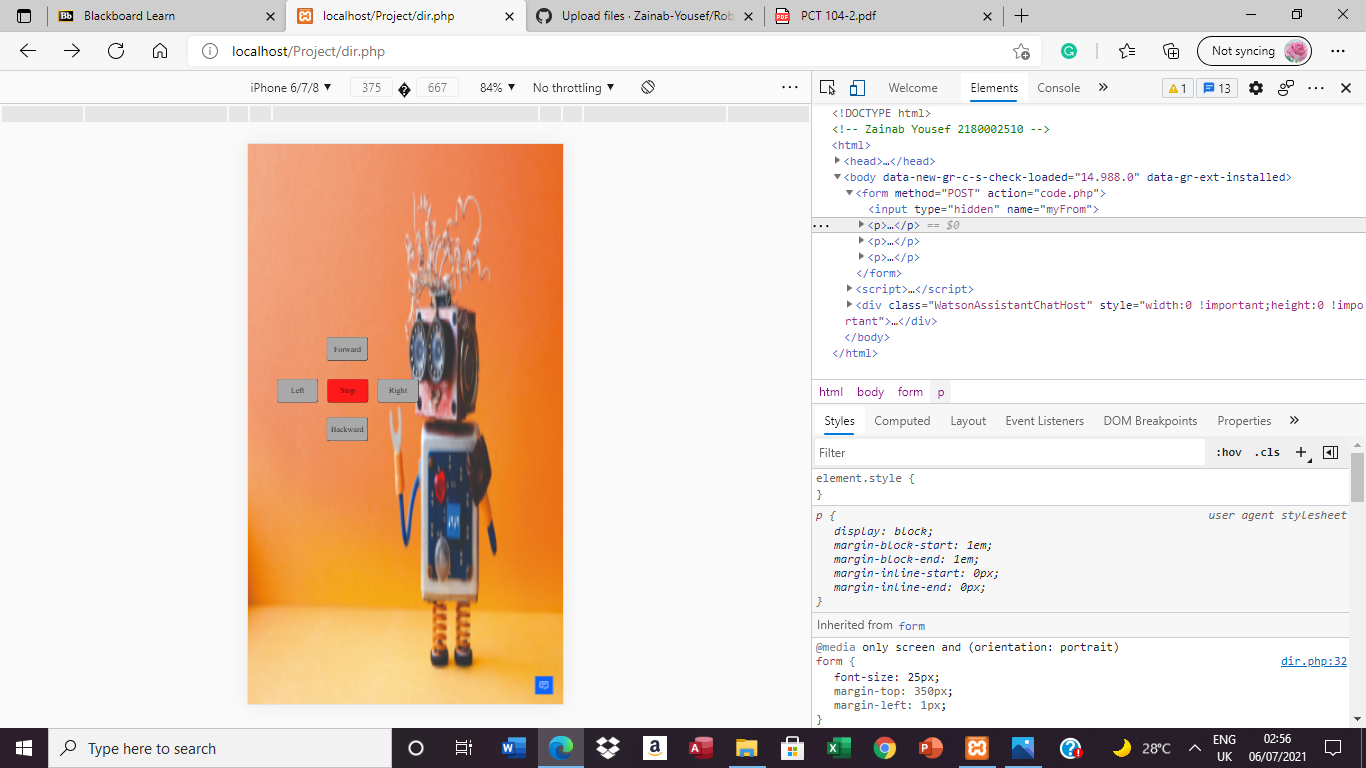 Blackboard Learn
localhost/Project/dir.php
Upload files · Zainab-Yousef/Rob
PCT 104-2.pdf
localhost/Project/dir.php
Not syncing
iPhone 6/7/8 375 667 84% No throttling
Welcome Elements Console 1 13
<!DOCTYPE html>
<!-- Zainab Yousef 2180002510 -->
<html>
<head>…</head>
<body data-new-gr-c-s-check-loaded="14.988.0" data-gr-ext-installed>
<form method="POST" action="code.php">
<input type="hidden" name="myFrom">
<p>…</p> == $0
<p>…</p>
<p>…</p>
</form>
<script>…</script>
<div class="WatsonAssistantChatHost" style="width:0 !important;height:0 !impo
rtant">…</div>
</body>
</html>
html body form p
Styles Computed Layout Event Listeners DOM Breakpoints Properties
Filter :hov .cls
element.style {
}
p { user agent stylesheet
display: block;
margin-block-start: 1em;
margin-block-end: 1em;
margin-inline-start: 0px;
margin-inline-end: 0px;
}
Inherited from form
@media only screen and (orientation: portrait)
form { dir.php:32
font-size: 25px;
margin-top: 350px;
margin-left: 1px;
}
Forward
Left Stop Right
Backward
Type here to search
28°C
ENG
UK
02:56
06/07/2021